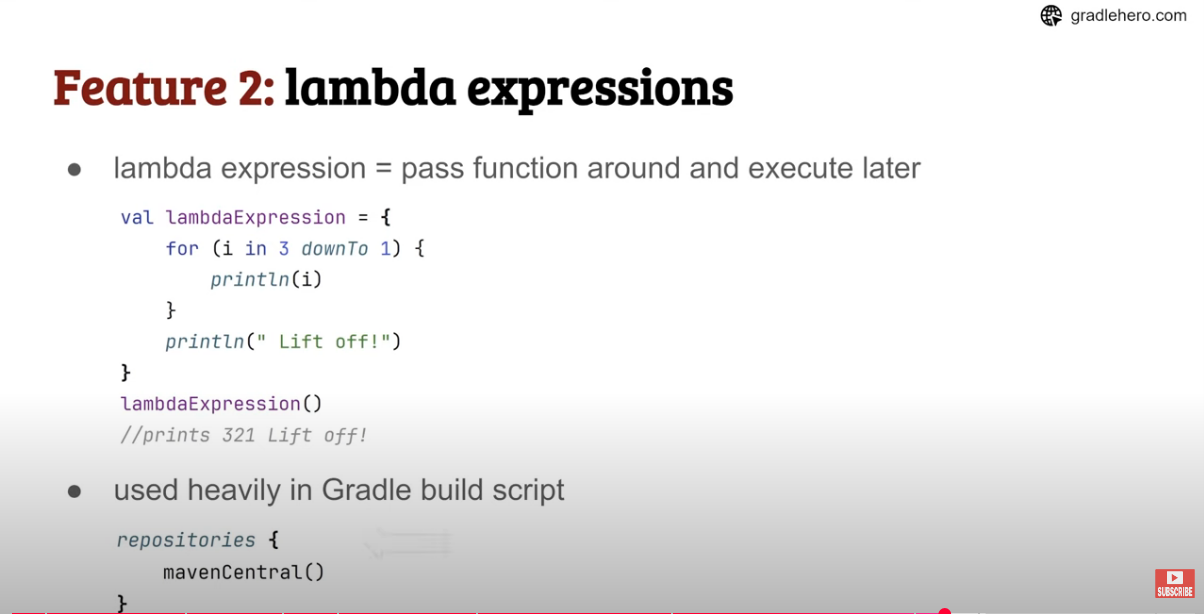 gradlehero.com
Feature 2: lambda expressions
● lambda expression = pass function around and execute later
val lambdaExpression = {
    for (i in 3 downTo 1) {
        println(i)
    }
    println(" Lift off!")
}
lambdaExpression()
//prints 321 Lift off!
● used heavily in Gradle build script
repositories {
    mavenCentral()
}
SUBSCRIBE